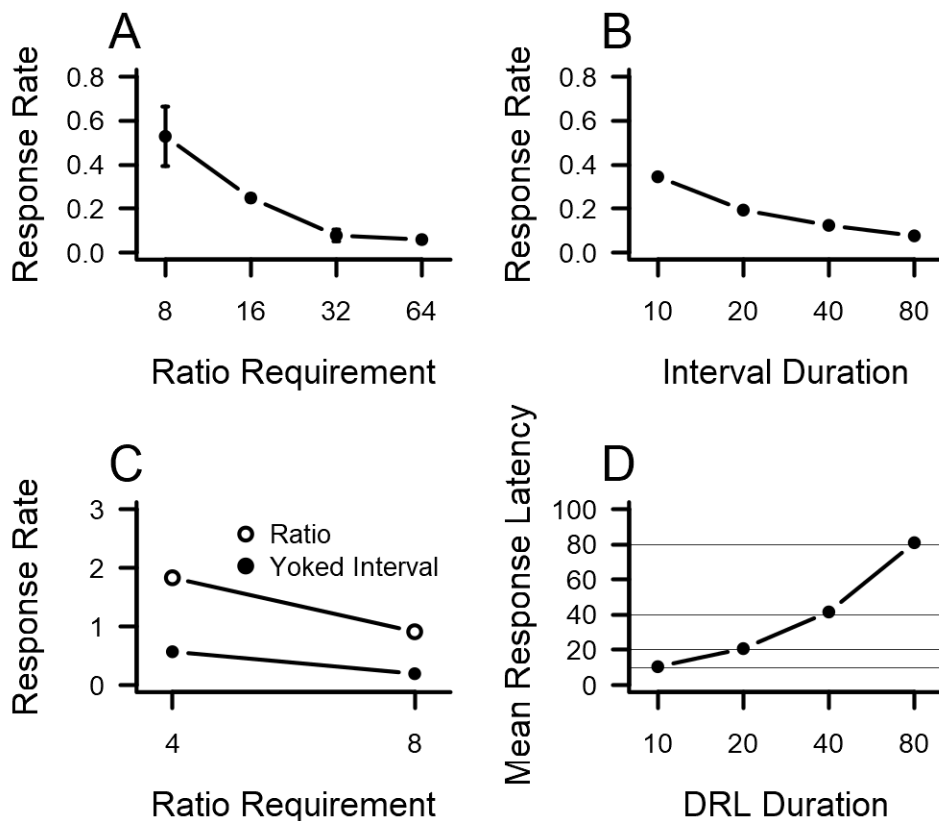 A
Response Rate
0.8
0.6
0.4
0.2
0.0
8 16 32 64
Ratio Requirement
B
Response Rate
0.8
0.6
0.4
0.2
0.0
10 20 40 80
Interval Duration
C
Response Rate
3
2
1
0
Ratio
Yoked Interval
4 8
Ratio Requirement
D
Mean Response Latency
100
80
60
40
20
0
10 20 40 80
DRL Duration